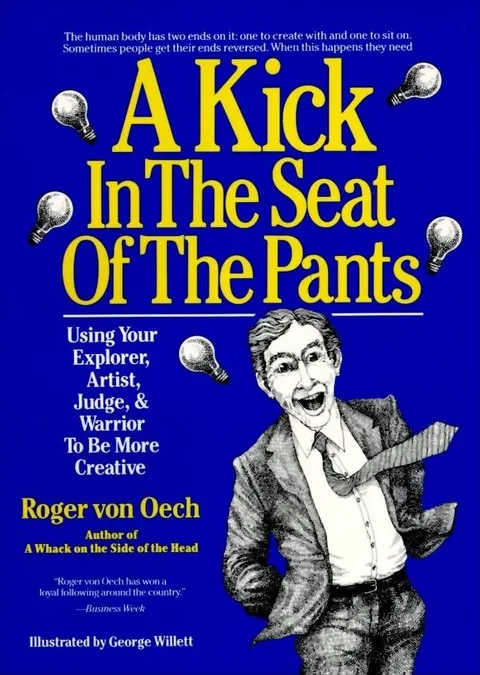 The human body has two ends on it: one to create with and one to sit on.
Sometimes people get their ends reversed. When this happens they need
A Kick
In The Seat
Of The Pants
Using Your
Explorer,
Artist,
Judge, &
Warrior
To Be More
Creative
Roger von Oech
Author of
A Whack on the Side of the Head
"Roger von Oech has won a
loyal following around the country."
—Business Week
Illustrated by George Willett